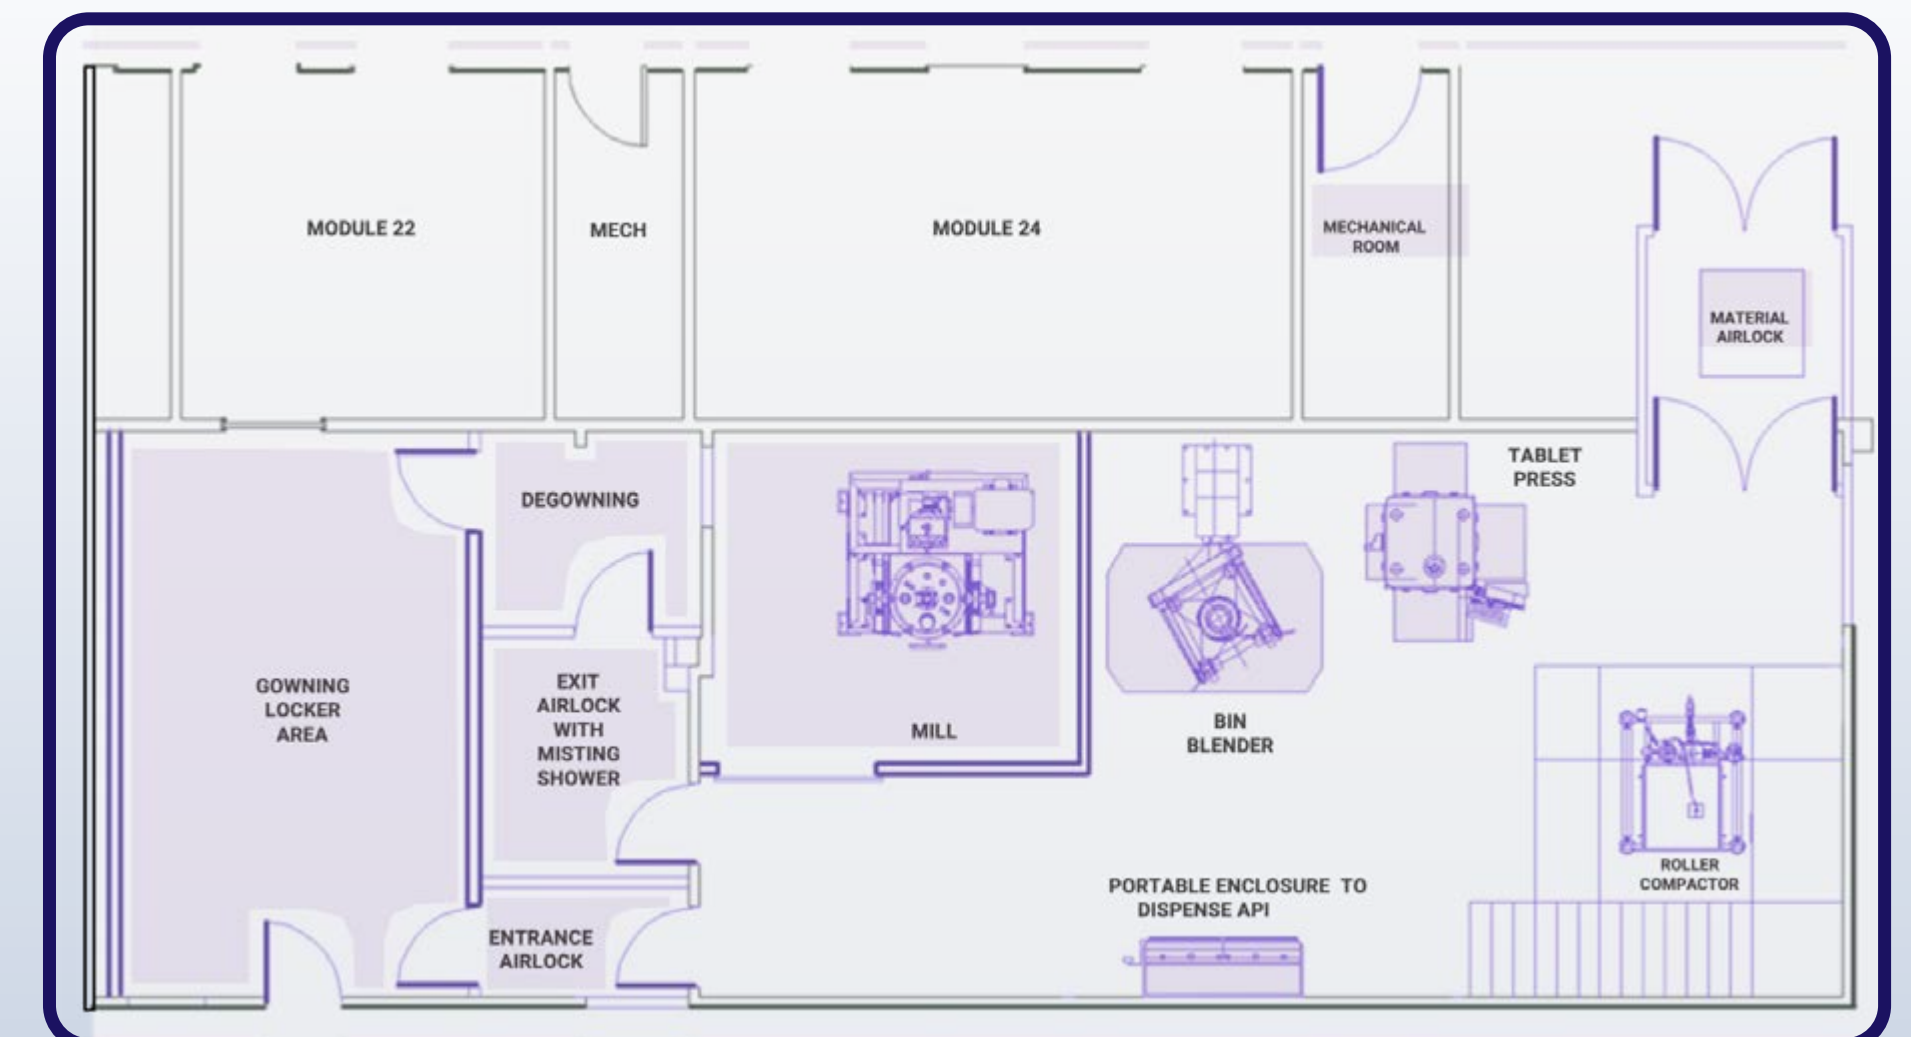 MODULE 22
MECH
MODULE 24
MECHANICAL
ROOM
MATERIAL
AIRLOCK
DEGOWNING
TABLET
PRESS
GOWNING
LOCKER
AREA
EXIT
AIRLOCK
WITH
MISTING
SHOWER
MILL
BIN
BLENDER
ROLLER
COMPACTOR
PORTABLE ENCLOSURE TO
DISPENSE API
ENTRANCE
AIRLOCK